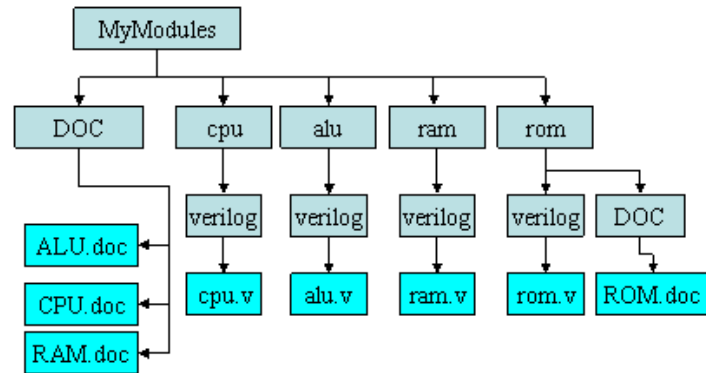 MyModules
DOC
cpu
alu
ram
rom
verilog
verilog
verilog
verilog
DOC
ALU.doc
cpu.v
alu.v
ram.v
rom.v
ROM.doc
CPU.doc
RAM.doc